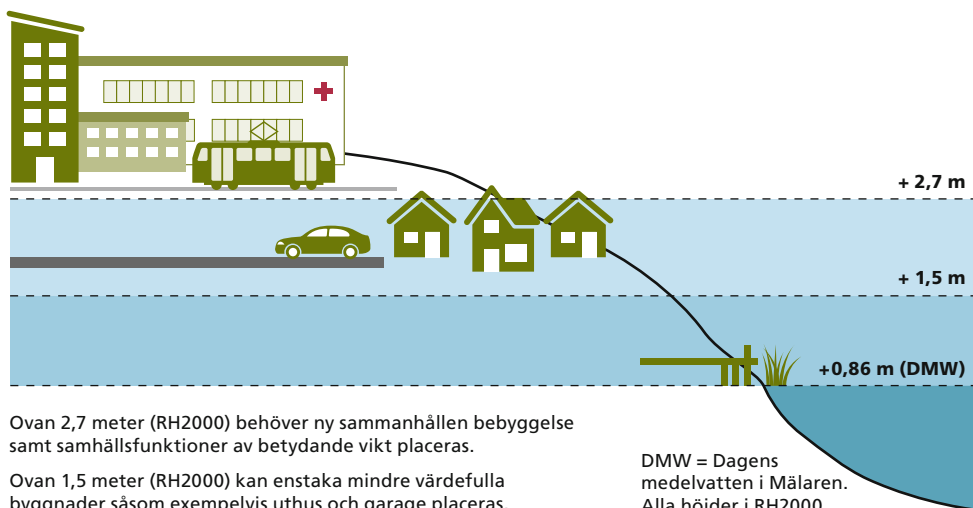 + 2,7 m
+ 1,5 m
+0,86 m (DMW)
Ovan 2,7 meter (RH2000) behöver ny sammanhållen bebyggelse
samt samhällsfunktioner av betydande vikt placeras.
Ovan 1,5 meter (RH2000) kan enstaka mindre värdefulla
byggnader såsom exempelvis uthus och garage placeras.
DMW = Dagens
medelvatten i Mälaren.
Alla höjder i RH2000